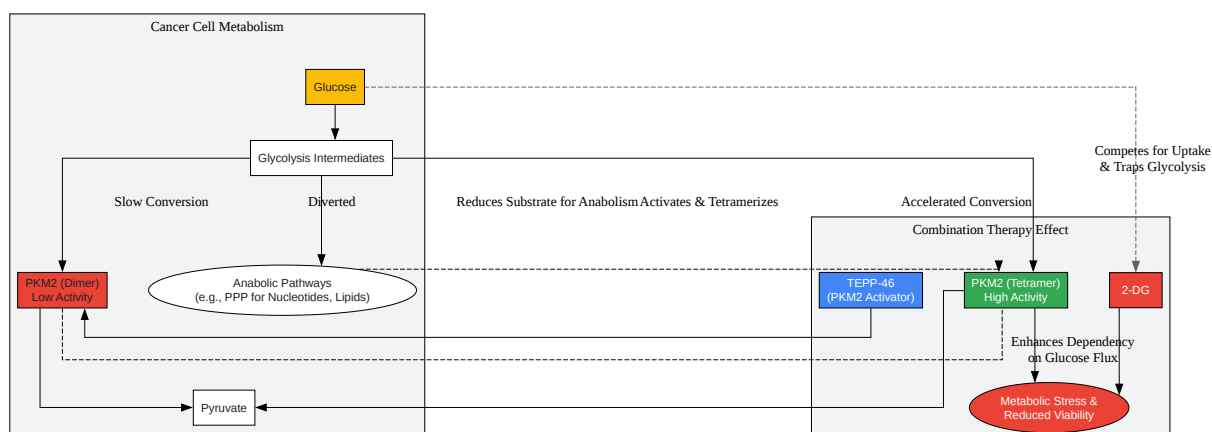 Cancer Cell Metabolism
Glucose
Glycolysis Intermediates
Competes for Uptake
& Traps Glycolysis
Slow Conversion
Diverted
Reduces Substrate for Anabolism
Activates & Tetramerizes
Accelerated Conversion
Combination Therapy Effect
PKM2 (Dimer)
Low Activity
Anabolic Pathways
(e.g., PPP for Nucleotides, Lipids)
TEPP-46
(PKM2 Activator)
PKM2 (Tetramer)
High Activity
2-DG
Enhances Dependency
on Glucose Flux
Pyruvate
Metabolic Stress &
Reduced Viability